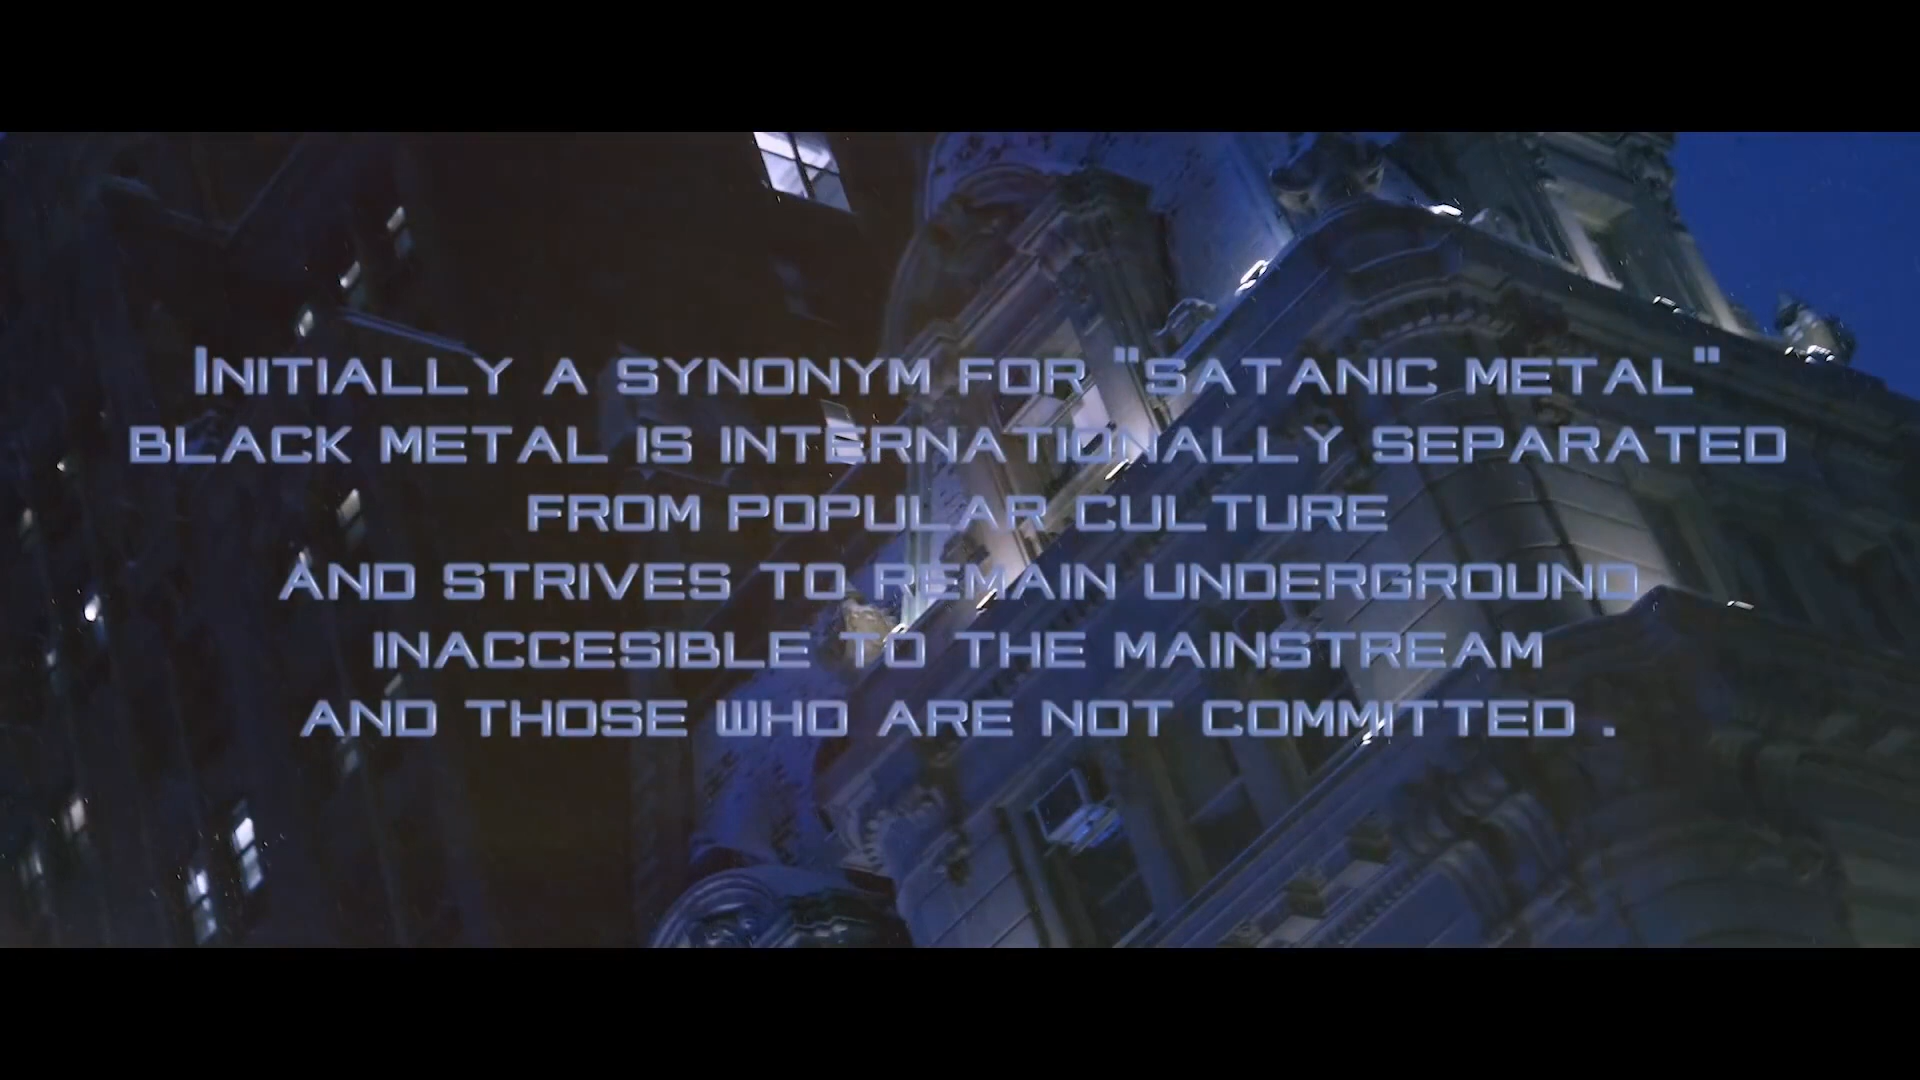 Initially a synonym for "satanic metal"
black metal is internationally separated
from popular culture
and strives to remain underground
inaccesible to the mainstream
and those who are not committed .